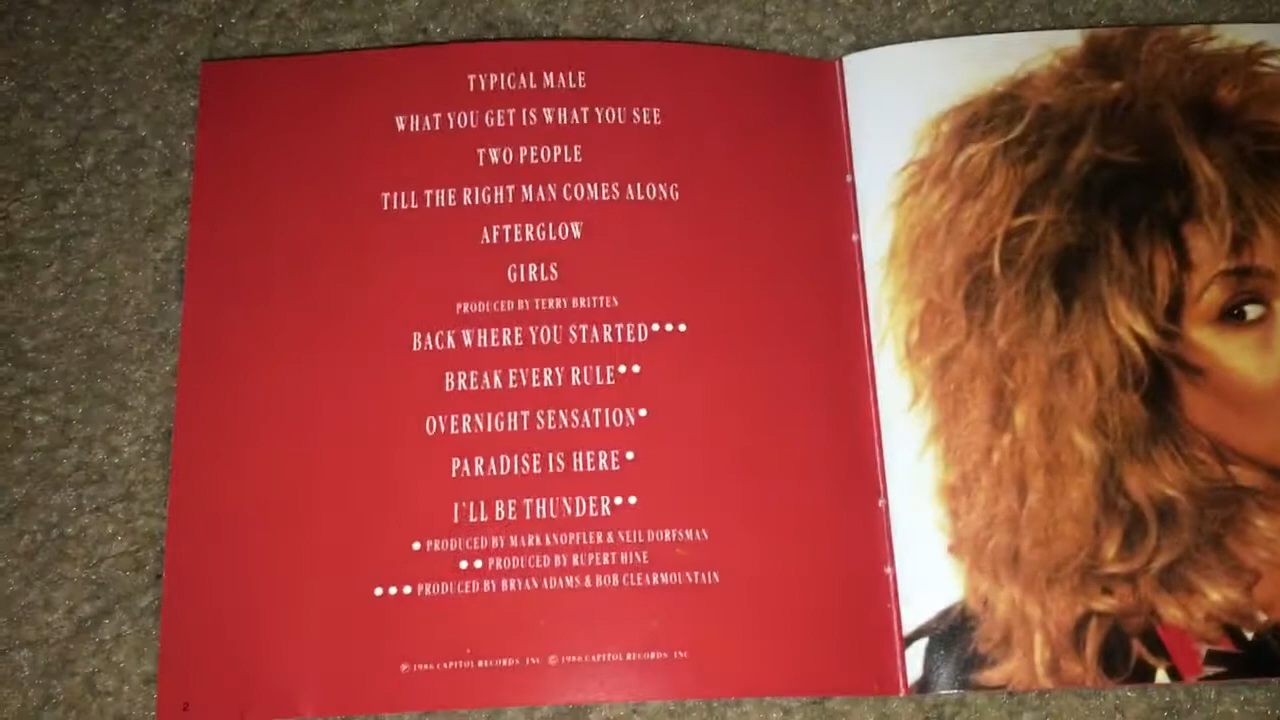 TYPICAL MALE
WHAT YOU GET IS WHAT YOU SEE
TWO PEOPLE
TILL THE RIGHT MAN COMES ALONG
AFTERGLOW
GIRLS
PRODUCED BY TERRY BRITTEN
BACK WHERE YOU STARTED•••
BREAK EVERY RULE••
OVERNIGHT SENSATION•
PARADISE IS HERE•
I'LL BE THUNDER••
• PRODUCED BY MARK KNOPFLER & NEIL DORFSMAN
•• PRODUCED BY RUPERT HINE
••• PRODUCED BY BRYAN ADAMS & BOB CLEARMOUNTAIN
℗ 1986 CAPITOL RECORDS, INC. © 1986 CAPITOL RECORDS, INC.
2